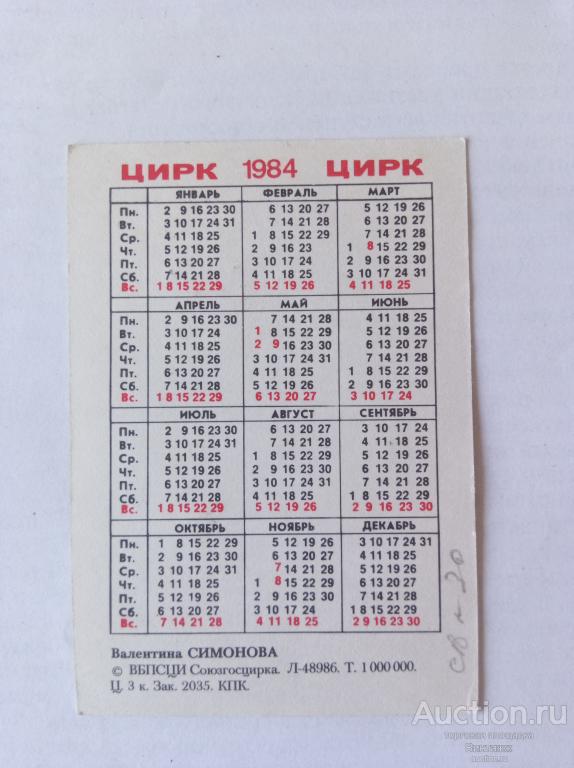 ЦИРК 1984 ЦИРК
ЯНВАРЬ ФЕВРАЛЬ МАРТ
Пн. 2 9 16 23 30 6 13 20 27 5 12 19 26
Вт. 3 10 17 24 31 7 14 21 28 6 13 20 27
Ср. 4 11 18 25 1 8 15 22 29 7 14 21 28
Чт. 5 12 19 26 2 9 16 23 1 8 15 22 29
Пт. 6 13 20 27 3 10 17 24 2 9 16 23 30
Сб. 7 14 21 28 4 11 18 25 3 10 17 24 31
Вс. 1 8 15 22 29 5 12 19 26 4 11 18 25
АПРЕЛЬ МАЙ ИЮНЬ
Пн. 2 9 16 23 30 7 14 21 28 4 11 18 25
Вт. 3 10 17 24 1 8 15 22 29 5 12 19 26
Ср. 4 11 18 25 2 9 16 23 30 6 13 20 27
Чт. 5 12 19 26 3 10 17 24 31 7 14 21 28
Пт. 6 13 20 27 4 11 18 25 1 8 15 22 29
Сб. 7 14 21 28 5 12 19 26 2 9 16 23 30
Вс. 1 8 15 22 29 6 13 20 27 3 10 17 24
ИЮЛЬ АВГУСТ СЕНТЯБРЬ
Пн. 2 9 16 23 30 6 13 20 27 3 10 17 24
Вт. 3 10 17 24 31 7 14 21 28 4 11 18 25
Ср. 4 11 18 25 1 8 15 22 29 5 12 19 26
Чт. 5 12 19 26 2 9 16 23 30 6 13 20 27
Пт. 6 13 20 27 3 10 17 24 31 7 14 21 28
Сб. 7 14 21 28 4 11 18 25 1 8 15 22 29
Вс. 1 8 15 22 29 5 12 19 26 2 9 16 23 30
ОКТЯБРЬ НОЯБРЬ ДЕКАБРЬ
Пн. 1 8 15 22 29 5 12 19 26 3 10 17 24 31
Вт. 2 9 16 23 30 6 13 20 27 4 11 18 25
Ср. 3 10 17 24 31 7 14 21 28 5 12 19 26
Чт. 4 11 18 25 1 8 15 22 29 6 13 20 27
Пт. 5 12 19 26 2 9 16 23 30 7 14 21 28
Сб. 6 13 20 27 3 10 17 24 1 8 15 22 29
Вс. 7 14 21 28 4 11 18 25 2 9 16 23 30
Валентина СИМОНОВА
© ВБПСЦИ Союзгосцирка. Л-48986. Т. 1 000 000.
Ц. 3 к. Зак. 2035. КПК.
Auction.ru
торговая площадка
auction.ru